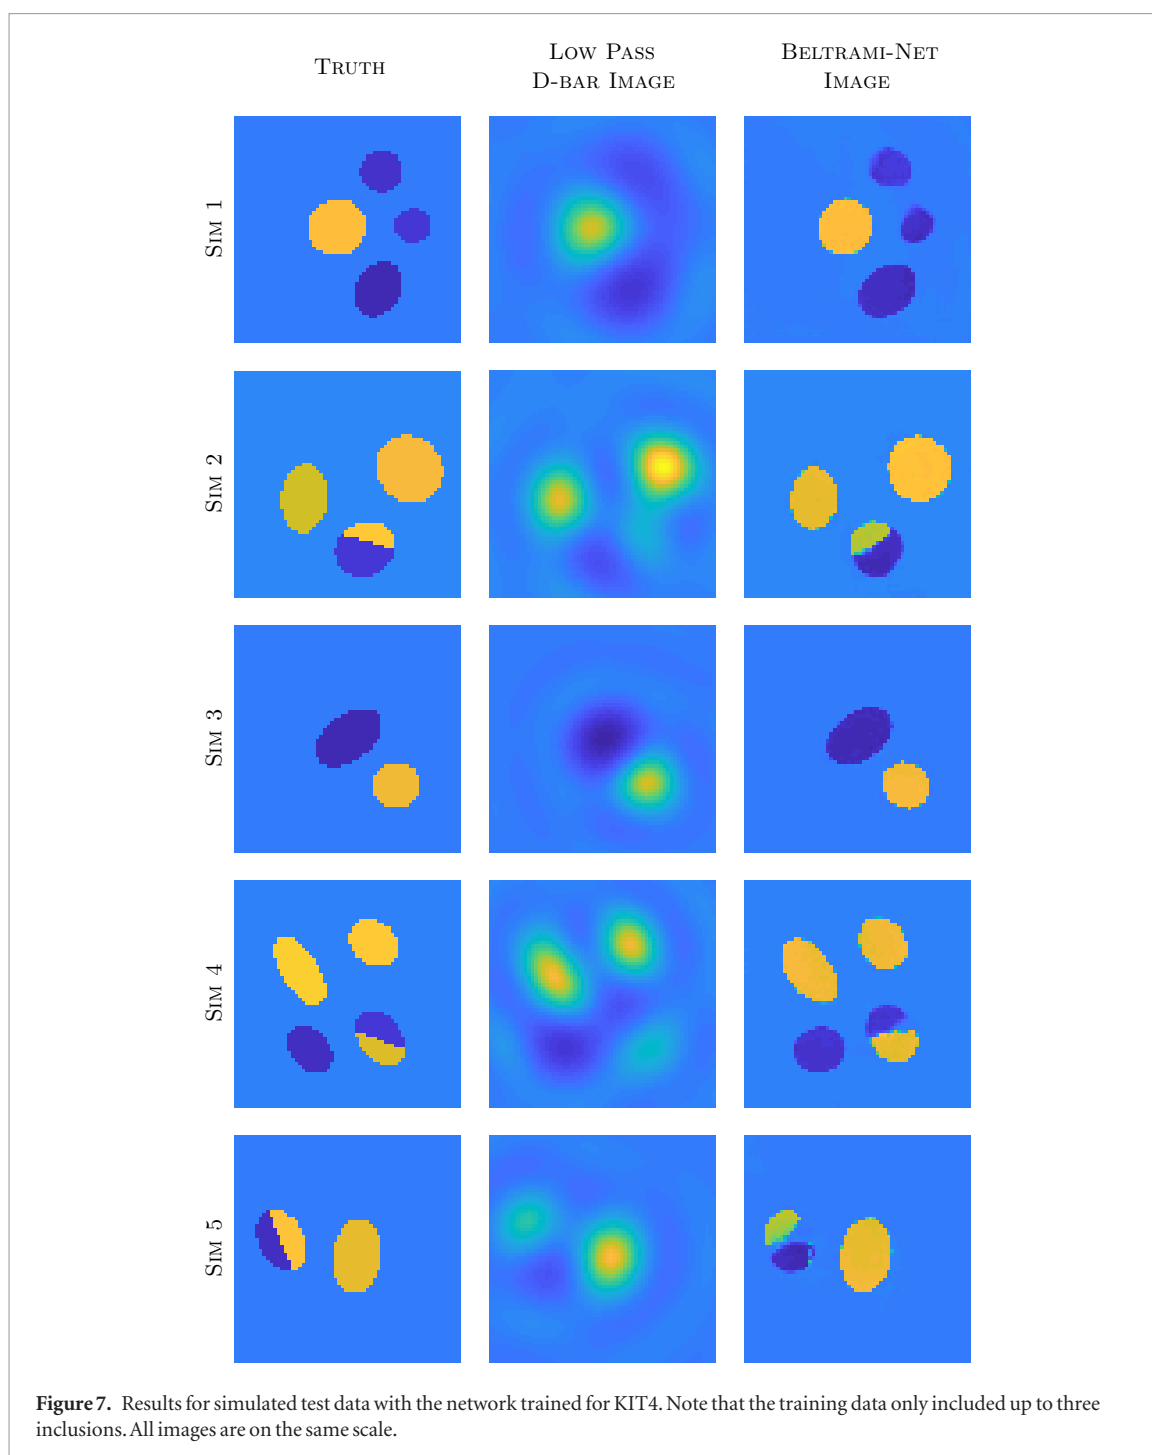 TRUTH
LOW PASS
D-BAR IMAGE
BELTRAMI-NET
IMAGE
SIM 1
SIM 2
SIM 3
SIM 4
SIM 5
Figure 7. Results for simulated test data with the network trained for KIT4. Note that the training data only included up to three
inclusions. All images are on the same scale.